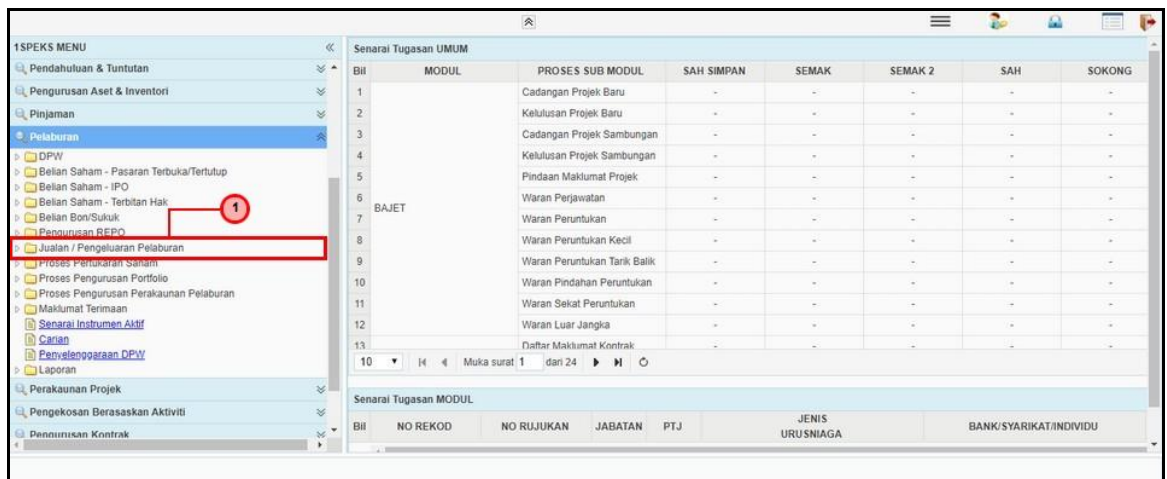 1SPEKS MENU
Pendahuluan & Tuntutan
Pengurusan Aset & Inventori
Pinjaman
Pelaburan
DPW
Belian Saham - Pasaran Terbuka/Tertutup
Belian Saham - IPO
Belian Saham - Terbitan Hak
Belian Bon/Sukuk
Pengurusan REPO
Jualan / Pengeluaran Pelaburan
Proses Pertukaran Saham
Proses Pengurusan Portfolio
Proses Pengurusan Perakaunan Pelaburan
Maklumat Terimaan
Senarai Instrumen Aktif
Carian
Penyelenggaraan DPW
Laporan
Perakaunan Projek
Pengekosan Berasaskan Aktiviti
Pengurusan Kontrak
1
Senarai Tugasan UMUM
Bil MODUL PROSES SUB MODUL SAH SIMPAN SEMAK SEMAK 2 SAH SOKONG
1 Cadangan Projek Baru - - - - -
2 Kelulusan Projek Baru - - - - -
3 Cadangan Projek Sambungan - - - - -
4 Kelulusan Projek Sambungan - - - - -
5 Pindaan Maklumat Projek - - - - -
6 Waran Perjawatan - - - - -
BAJET
7 Waran Peruntukan - - - - -
8 Waran Peruntukan Kecil - - - - -
9 Waran Peruntukan Tarik Balik - - - - -
10 Waran Pindahan Peruntukan - - - - -
11 Waran Sekat Peruntukan - - - - -
12 Waran Luar Jangka - - - - -
13 Daftar Maklumat Kontrak - - - - -
10 Muka surat 1 dari 24
Senarai Tugasan MODUL
Bil NO REKOD NO RUJUKAN JABATAN PTJ JENIS URUSNIAGA BANK/SYARIKAT/INDIVIDU